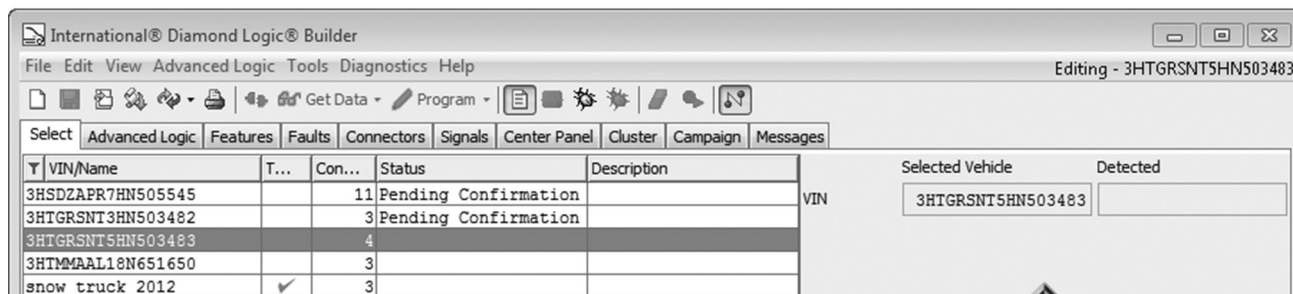 International® Diamond Logic® Builder
File Edit View Advanced Logic Tools Diagnostics Help
Editing - 3HTGRSNT5HN503483
Get Data Program
Select Advanced Logic Features Faults Connectors Signals Center Panel Cluster Campaign Messages
VIN/Name T... Con... Status Description
Selected Vehicle Detected
3HSDZAPR7HN505545 11 Pending Confirmation
VIN 3HTGRSNT5HN503483
3HTGRSNT3HN503482 3 Pending Confirmation
3HTGRSNT5HN503483 4
3HTMMAAL18N651650 3
snow truck 2012 3